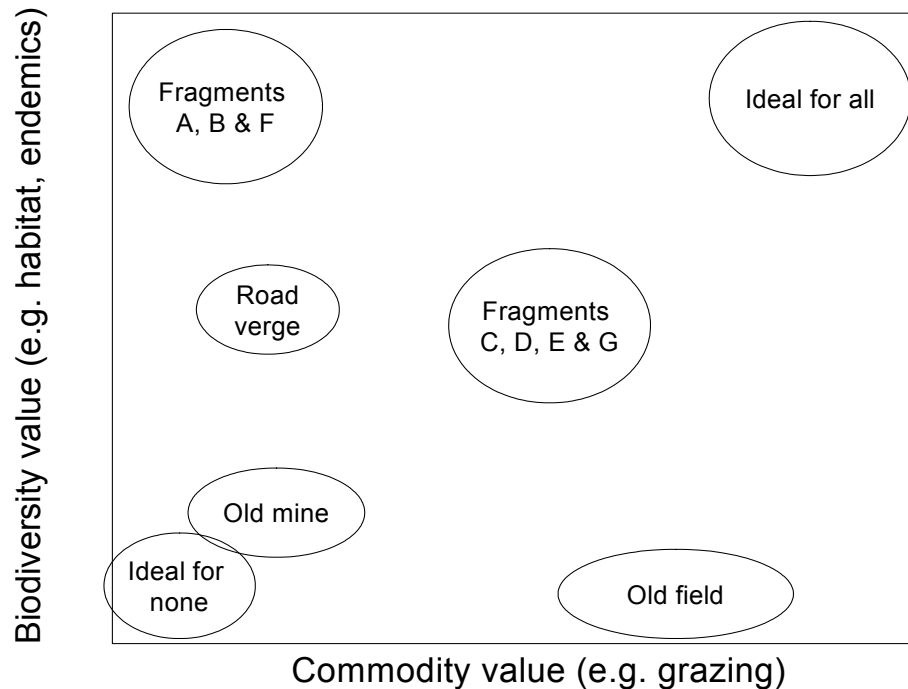 Biodiversity value (e.g. habitat, endemics)
Fragments
A, B & F
Ideal for all
Road
verge
Fragments
C, D, E & G
Old mine
Ideal for
none
Old field
Commodity value (e.g. grazing)